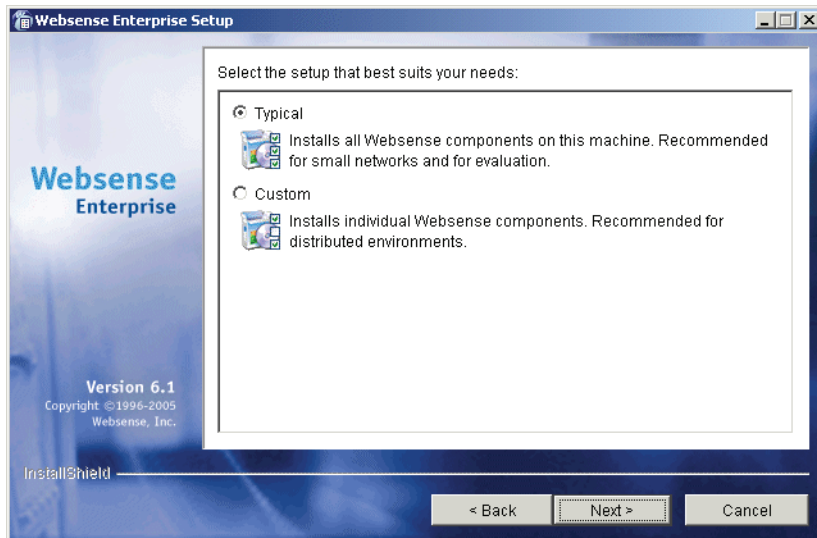 Websense Enterprise Setup
Select the setup that best suits your needs:
Typical
Installs all Websense components on this machine. Recommended
for small networks and for evaluation.
Custom
Installs individual Websense components. Recommended for
distributed environments.
Websense
Enterprise
Version 6.1
Copyright ©1996-2005
Websense, Inc.
InstallShield
< Back
Next >
Cancel